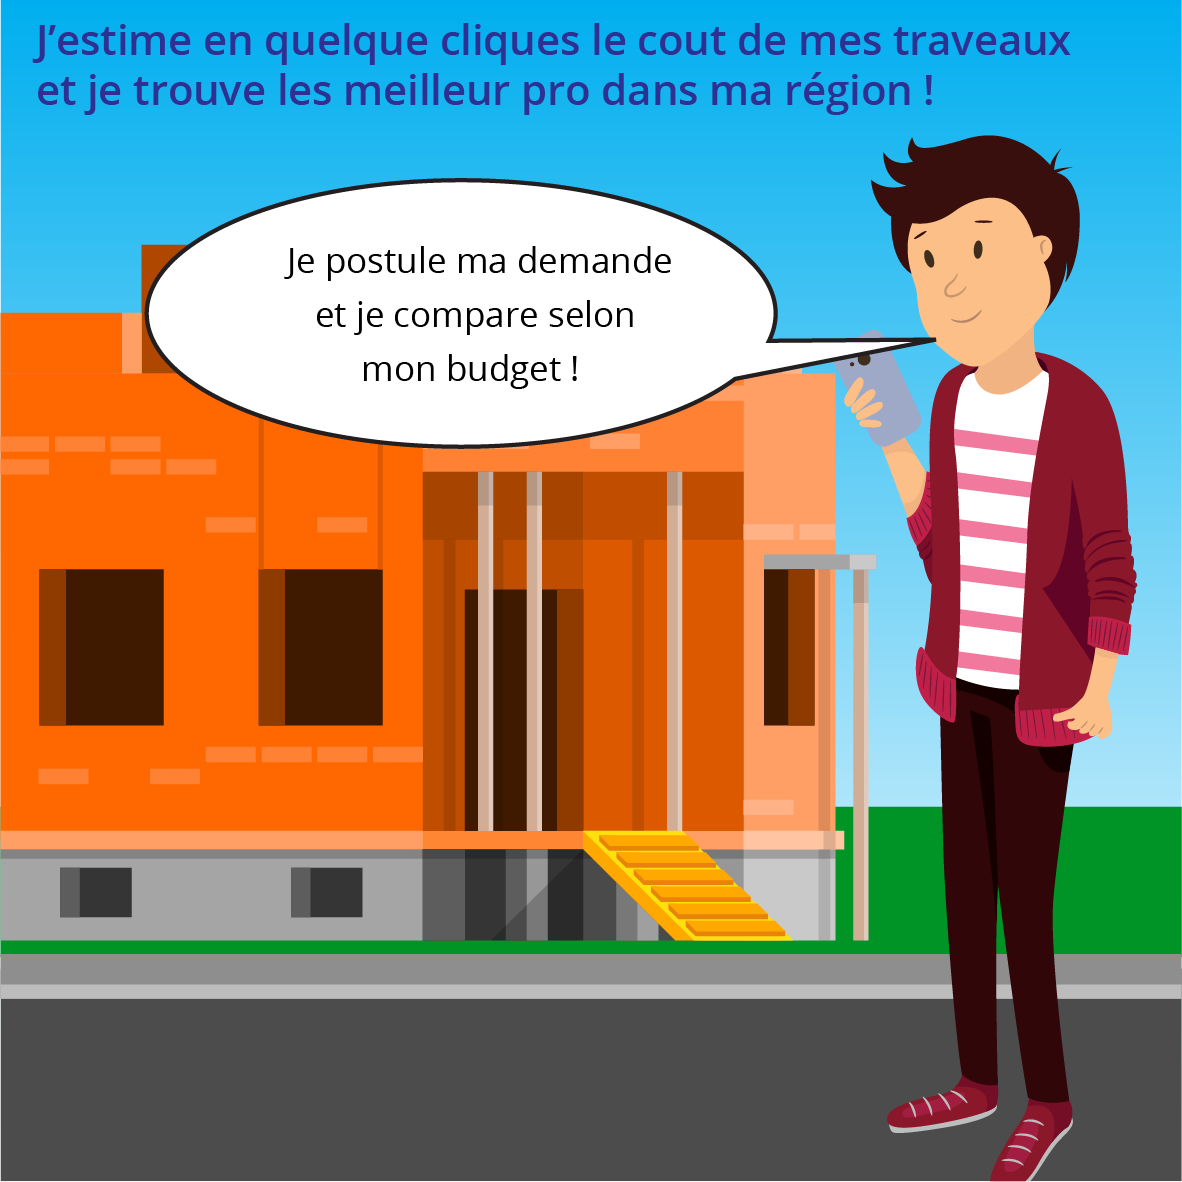 J’estime en quelque cliques le cout de mes traveaux
et je trouve les meilleur pro dans ma région !
Je postule ma demande
et je compare selon
mon budget !